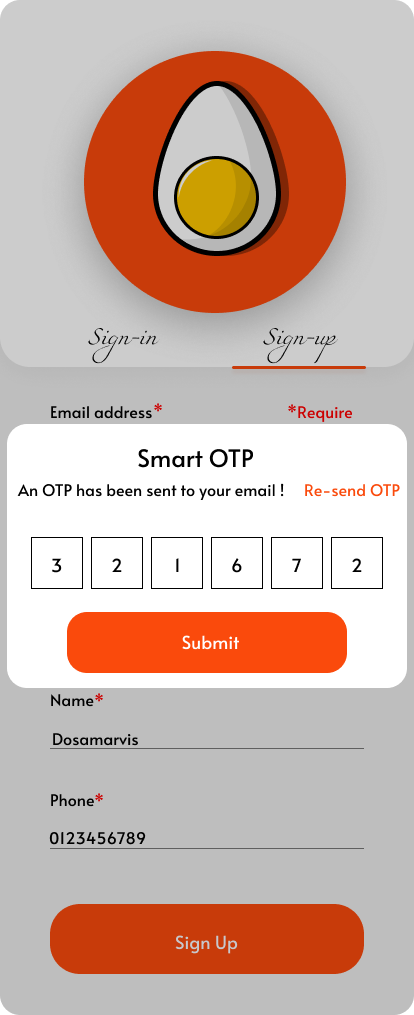 Sign-in Sign-up
Email address* *Require
Smart OTP
An OTP has been sent to your email ! Re-send OTP
3 2 1 6 7 2
Submit
Name*
Dosamarvis
Phone*
0123456789
Sign Up